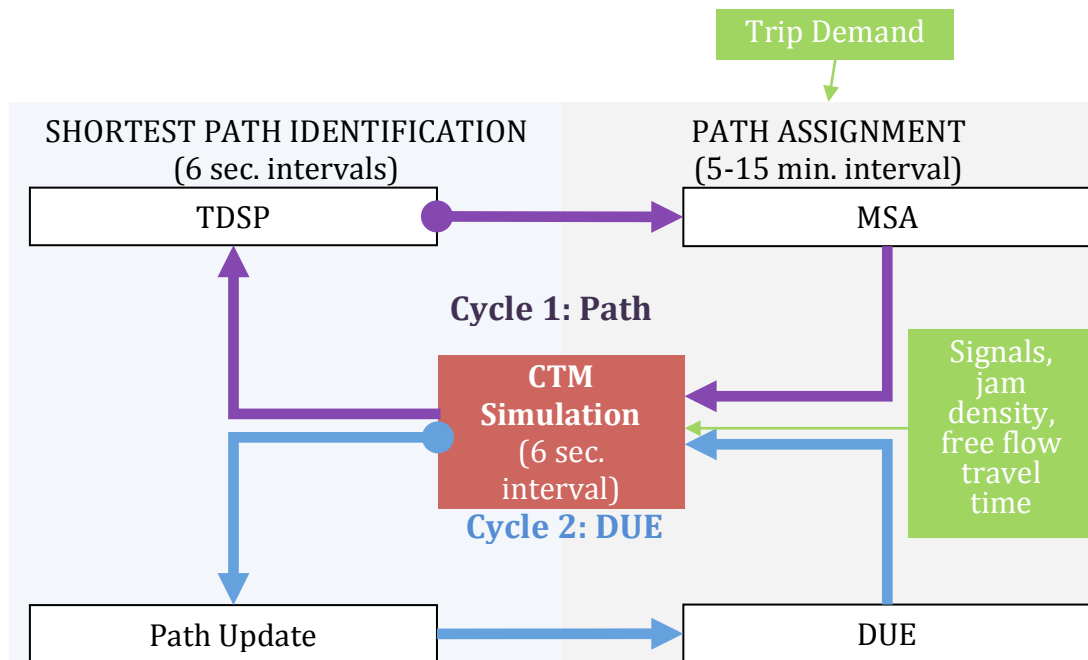 Trip Demand
SHORTEST PATH IDENTIFICATION
(6 sec. intervals)
PATH ASSIGNMENT
(5-15 min. interval)
TDSP
MSA
Cycle 1: Path
CTM
Simulation
(6 sec.
interval)
Signals,
jam
density,
free flow
travel
time
Cycle 2: DUE
Path Update
DUE